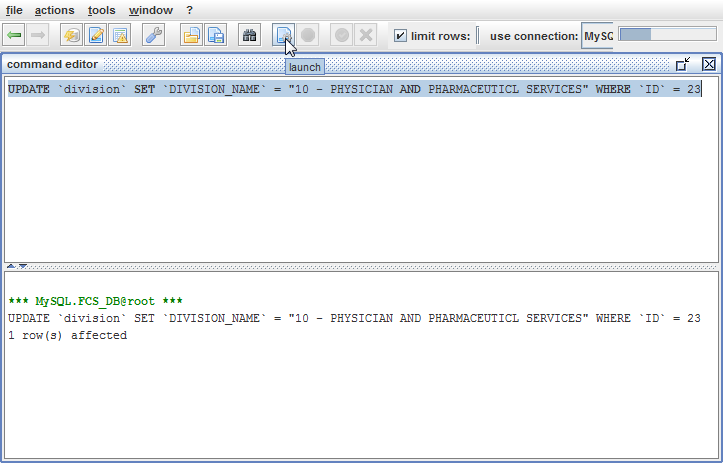 file actions tools window ?
limit rows: use connection: MySQ
command editor
launch
UPDATE `division` SET `DIVISION_NAME` = "10 - PHYSICIAN AND PHARMACEUTICL SERVICES" WHERE `ID` = 23
*** MySQL.FCS_DB@root ***
UPDATE `division` SET `DIVISION_NAME` = "10 - PHYSICIAN AND PHARMACEUTICL SERVICES" WHERE `ID` = 23
1 row(s) affected